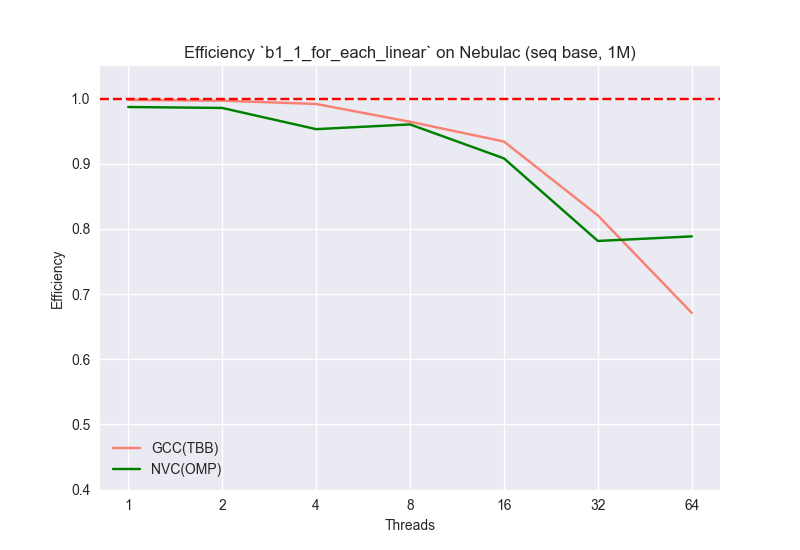 Efficiency `b1_1_for_each_linear` on Nebulac (seq base, 1M)
1.0
0.9
0.8
0.7
0.6
0.5
0.4
Efficiency
GCC(TBB)
NVC(OMP)
1 2 4 8 16 32 64
Threads